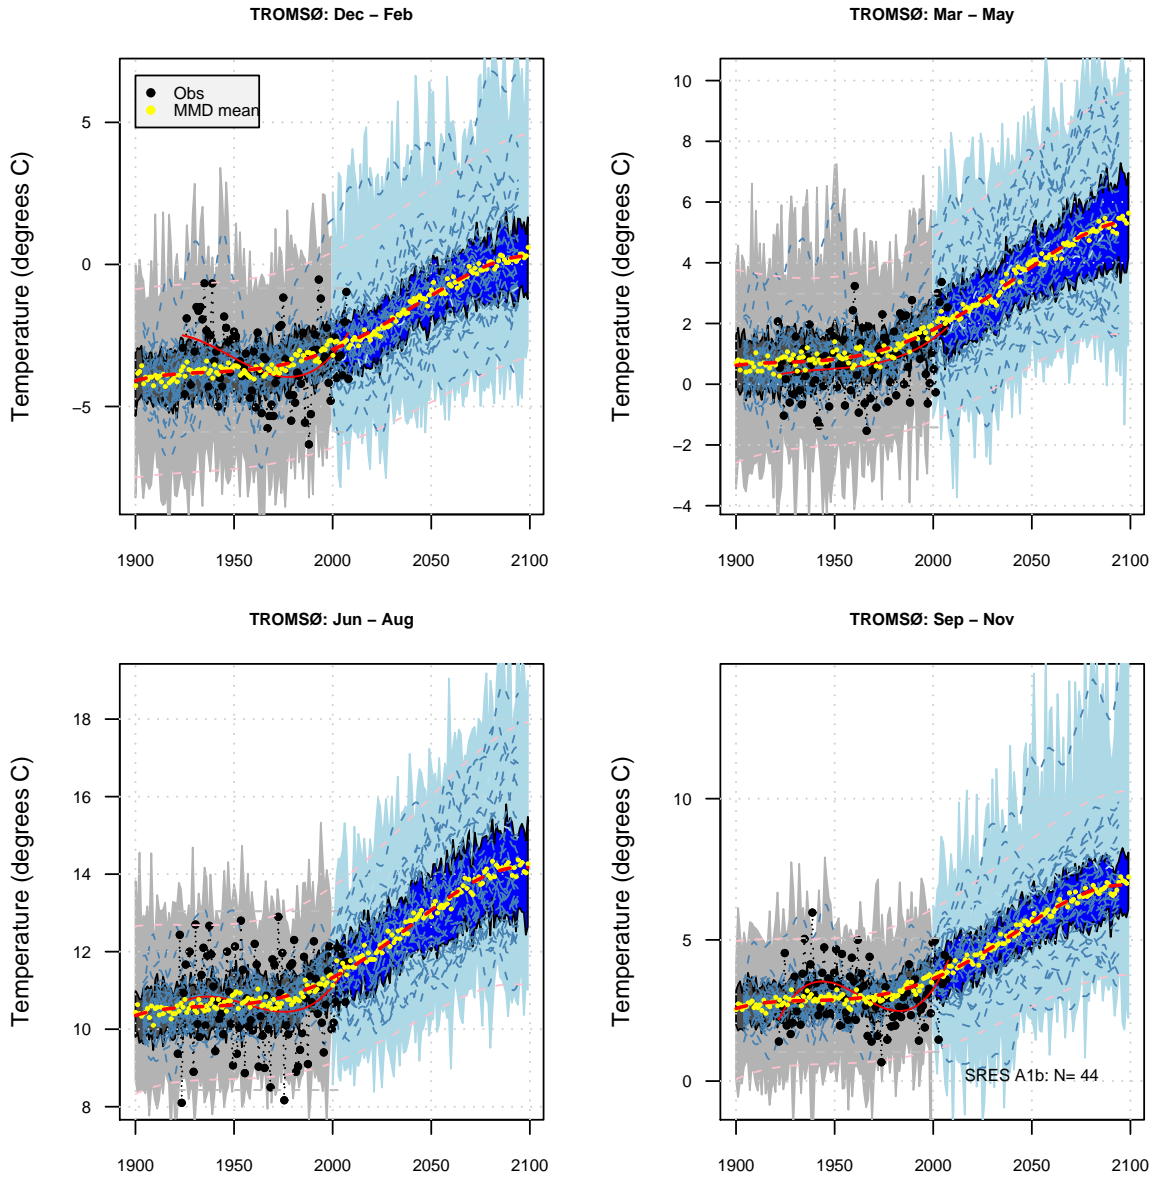 TROMSØ: Dec − Feb
Temperature (degrees C)
5
0
−5
Obs
MMD mean
1900 1950 2000 2050 2100
TROMSØ: Mar − May
Temperature (degrees C)
10
8
6
4
2
0
−2
−4
1900 1950 2000 2050 2100
TROMSØ: Jun − Aug
Temperature (degrees C)
18
16
14
12
10
8
1900 1950 2000 2050 2100
TROMSØ: Sep − Nov
Temperature (degrees C)
10
5
0
SRES A1b: N= 44
1900 1950 2000 2050 2100